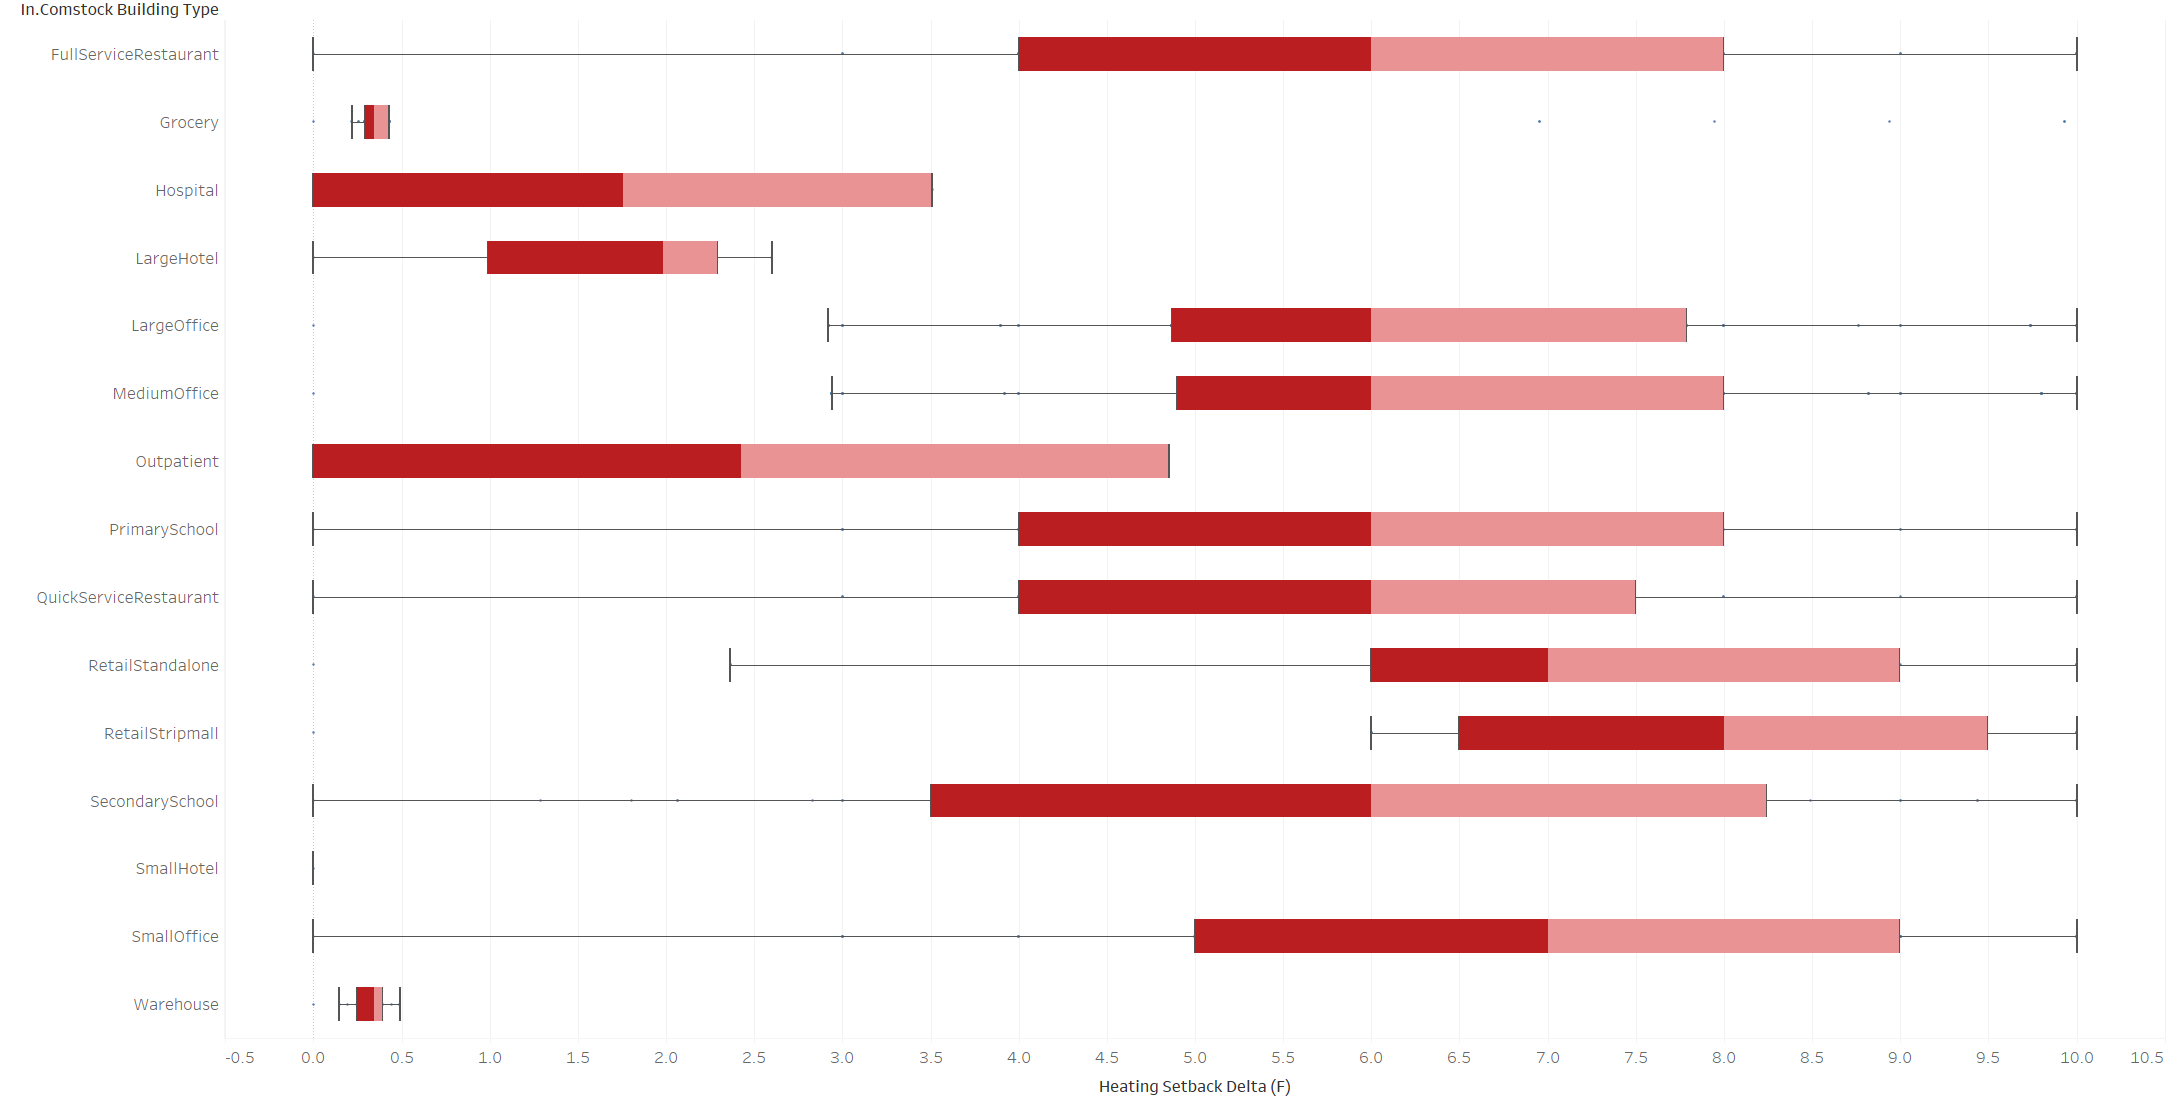 In.Comstock Building Type
FullServiceRestaurant
Grocery
Hospital
LargeHotel
LargeOffice
MediumOffice
Outpatient
PrimarySchool
QuickServiceRestaurant
RetailStandalone
RetailStripmall
SecondarySchool
SmallHotel
SmallOffice
Warehouse
-0.5 0.0 0.5 1.0 1.5 2.0 2.5 3.0 3.5 4.0 4.5 5.0 5.5 6.0 6.5 7.0 7.5 8.0 8.5 9.0 9.5 10.0 10.5
Heating Setback Delta (F)